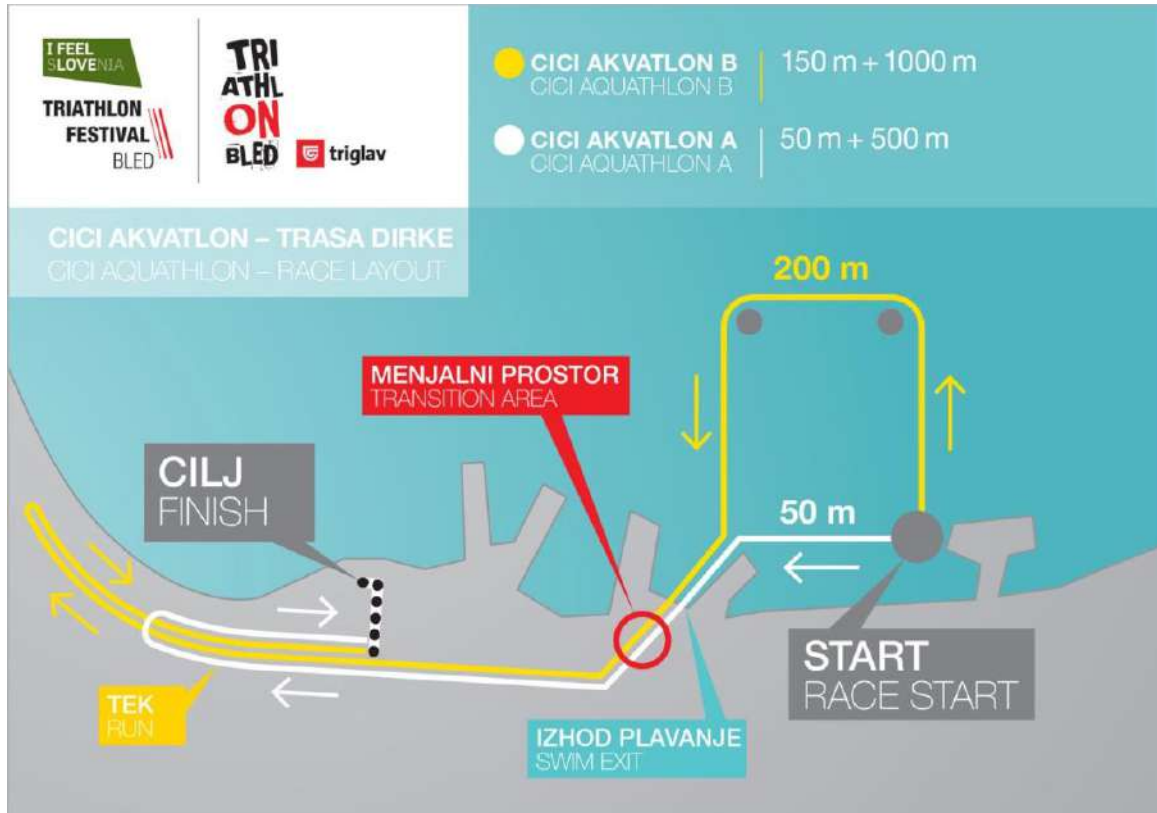 I FEEL
SLOVENIA
TRIATHLON
FESTIVAL
BLED
TRI
ATHL
ON
BLED
triglav
CICI AKVATLON B
CICI AQUATHLON B
150 m + 1000 m
CICI AKVATLON A
CICI AQUATHLON A
50 m + 500 m
CICI AKVATLON – TRASA DIRKE
CICI AQUATHLON – RACE LAYOUT
200 m
MENJALNI PROSTOR
TRANSITION AREA
CILJ
FINISH
50 m
START
RACE START
TEK
RUN
IZHOD PLAVANJE
SWIM EXIT